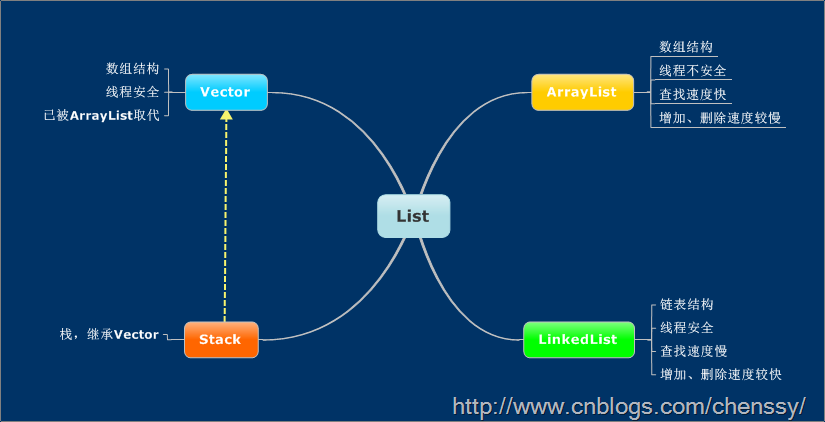 数组结构
线程安全
已被ArrayList取代
Vector
ArrayList
数组结构
线程不安全
查找速度快
增加、删除速度较慢
List
栈，继承Vector
Stack
LinkedList
链表结构
线程安全
查找速度慢
增加、删除速度较快
http://www.cnblogs.com/chenssy/